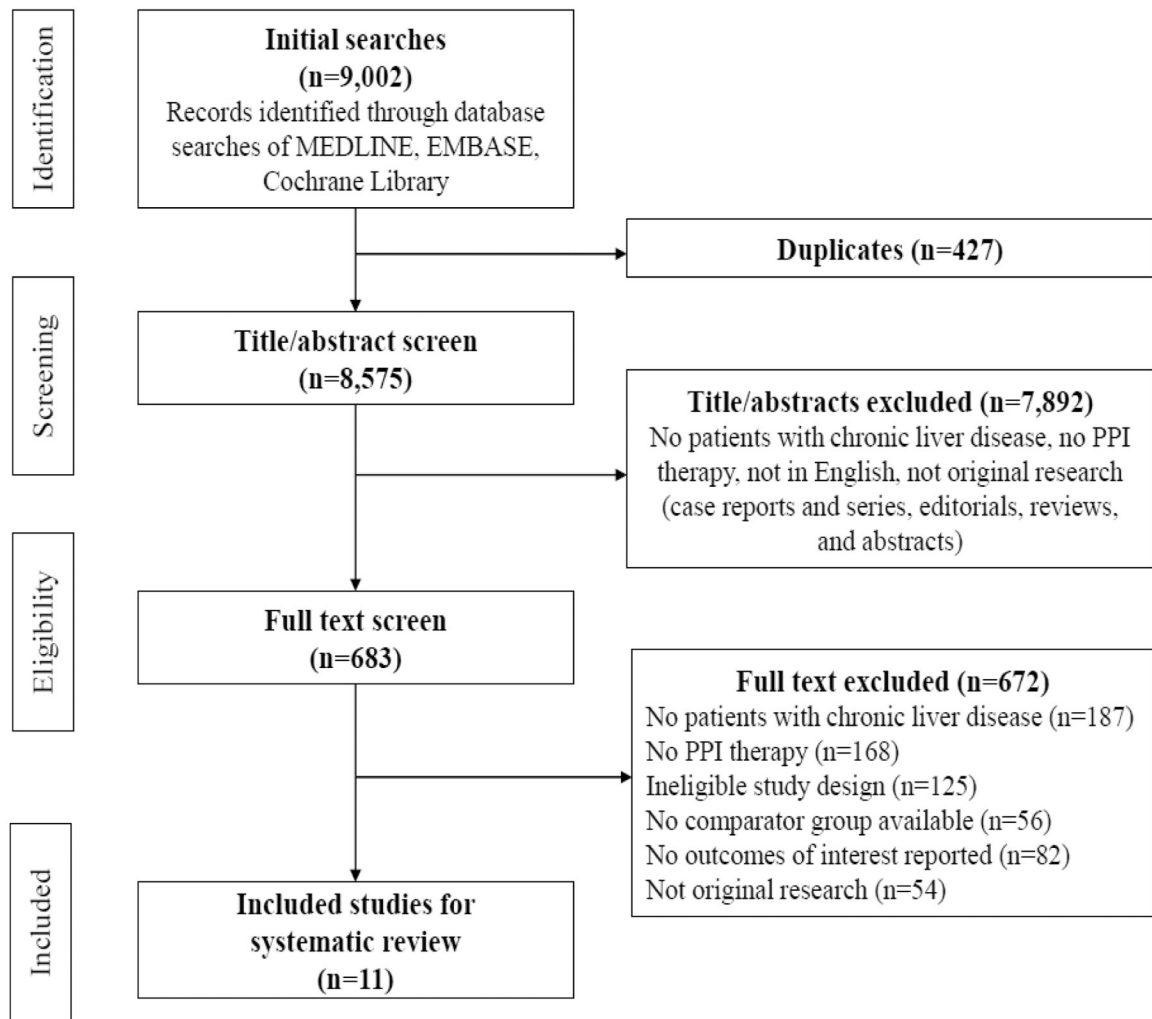 Identification
Initial searches
(n=9,002)
Records identified through database
searches of MEDLINE, EMBASE,
Cochrane Library
Duplicates (n=427)
Screening
Title/abstract screen
(n=8,575)
Title/abstracts excluded (n=7,892)
No patients with chronic liver disease, no PPI
therapy, not in English, not original research
(case reports and series, editorials, reviews,
and abstracts)
Eligibility
Full text screen
(n=683)
Full text excluded (n=672)
No patients with chronic liver disease (n=187)
No PPI therapy (n=168)
Ineligible study design (n=125)
No comparator group available (n=56)
No outcomes of interest reported (n=82)
Not original research (n=54)
Included
Included studies for
systematic review
(n=11)